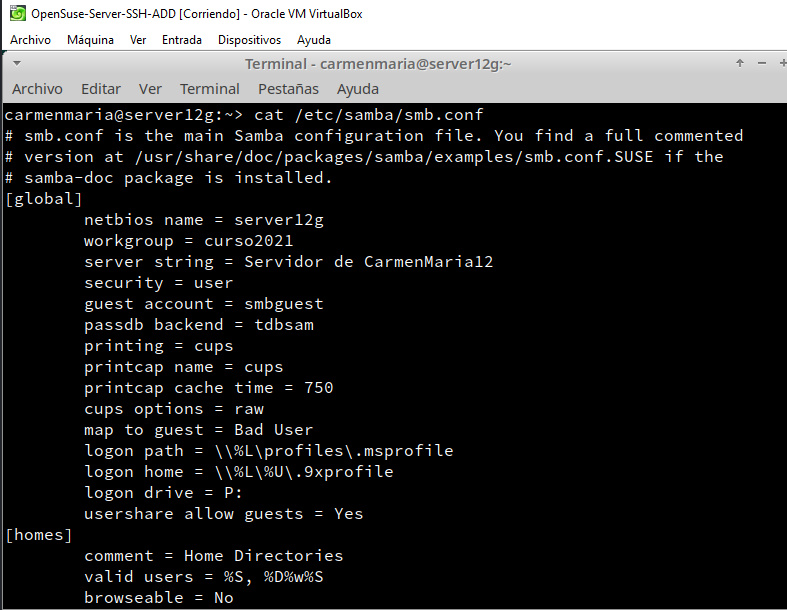 OpenSuse-Server-SSH-ADD [Corriendo] - Oracle VM VirtualBox
Archivo Máquina Ver Entrada Dispositivos Ayuda
Terminal - carmenmaria@server12g:~
Archivo Editar Ver Terminal Pestañas Ayuda
carmenmaria@server12g:~> cat /etc/samba/smb.conf
# smb.conf is the main Samba configuration file. You find a full commented
# version at /usr/share/doc/packages/samba/examples/smb.conf.SUSE if the
# samba-doc package is installed.
[global]
netbios name = server12g
workgroup = curso2021
server string = Servidor de CarmenMaria12
security = user
guest account = smbguest
passdb backend = tdbsam
printing = cups
printcap name = cups
printcap cache time = 750
cups options = raw
map to guest = Bad User
logon path = \\%L\profiles\.msprofile
logon home = \\%L\%U\.9xprofile
logon drive = P:
usershare allow guests = Yes
[homes]
comment = Home Directories
valid users = %S, %D%w%S
browseable = No